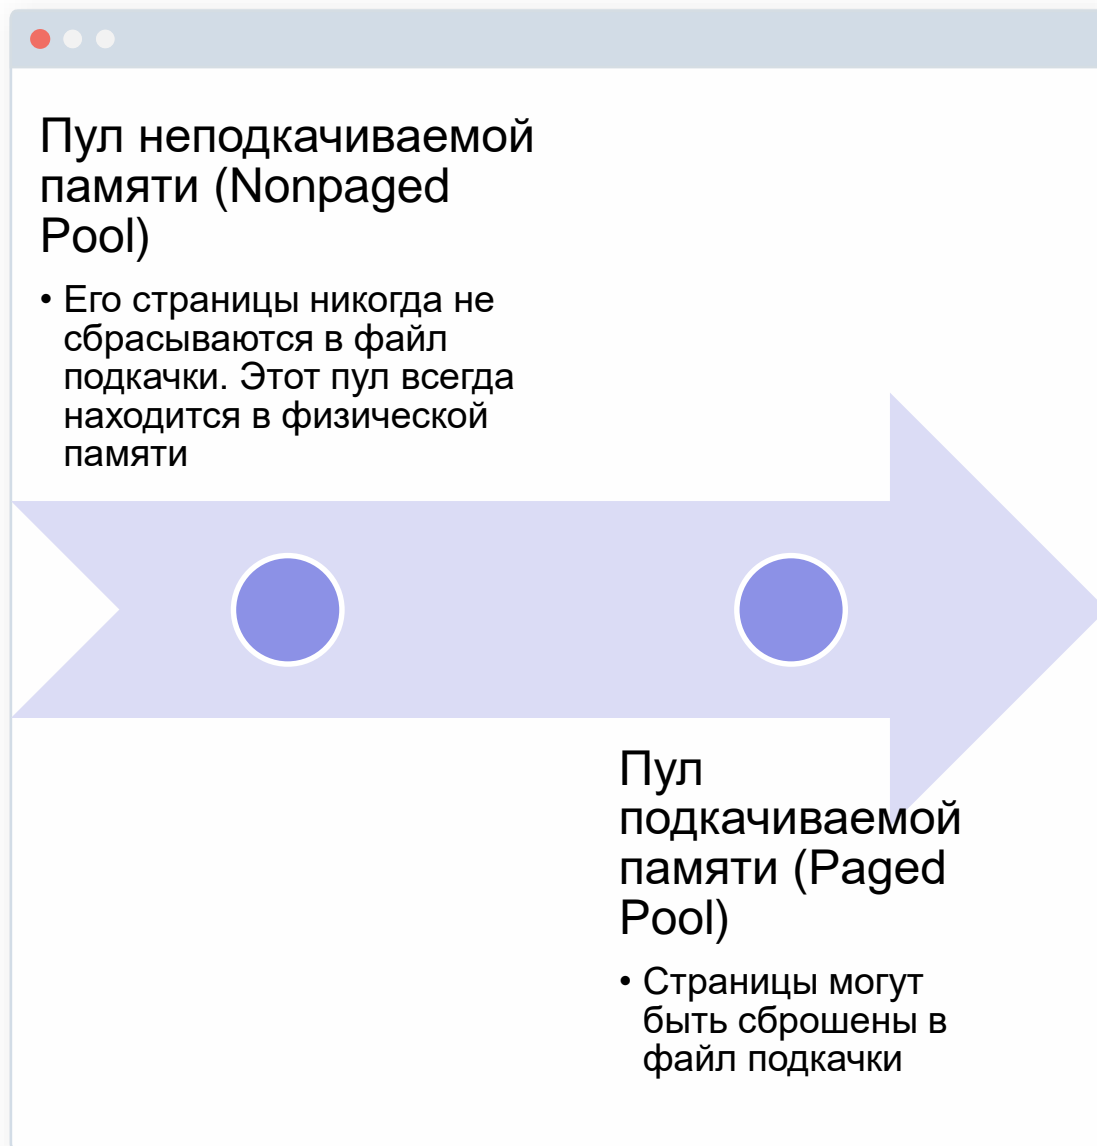 Пул неподкачиваемой
памяти (Nonpaged
Pool)
• Его страницы никогда не
сбрасываются в файл
подкачки. Этот пул всегда
находится в физической
памяти
Пул
подкачиваемой
памяти (Paged
Pool)
• Страницы могут
быть сброшены в
файл подкачки